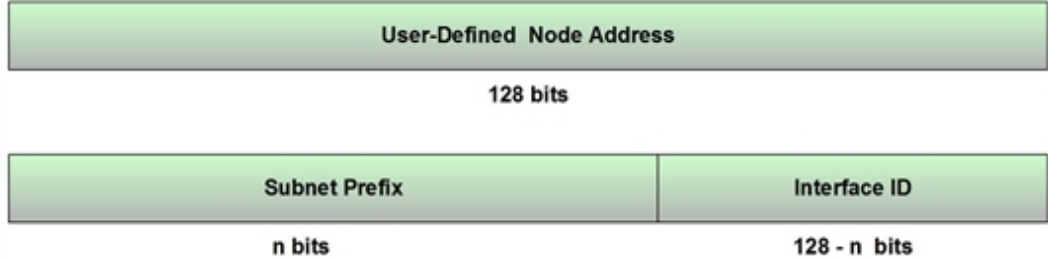 User-Defined Node Address
128 bits
Subnet Prefix Interface ID
n bits 128 - n bits